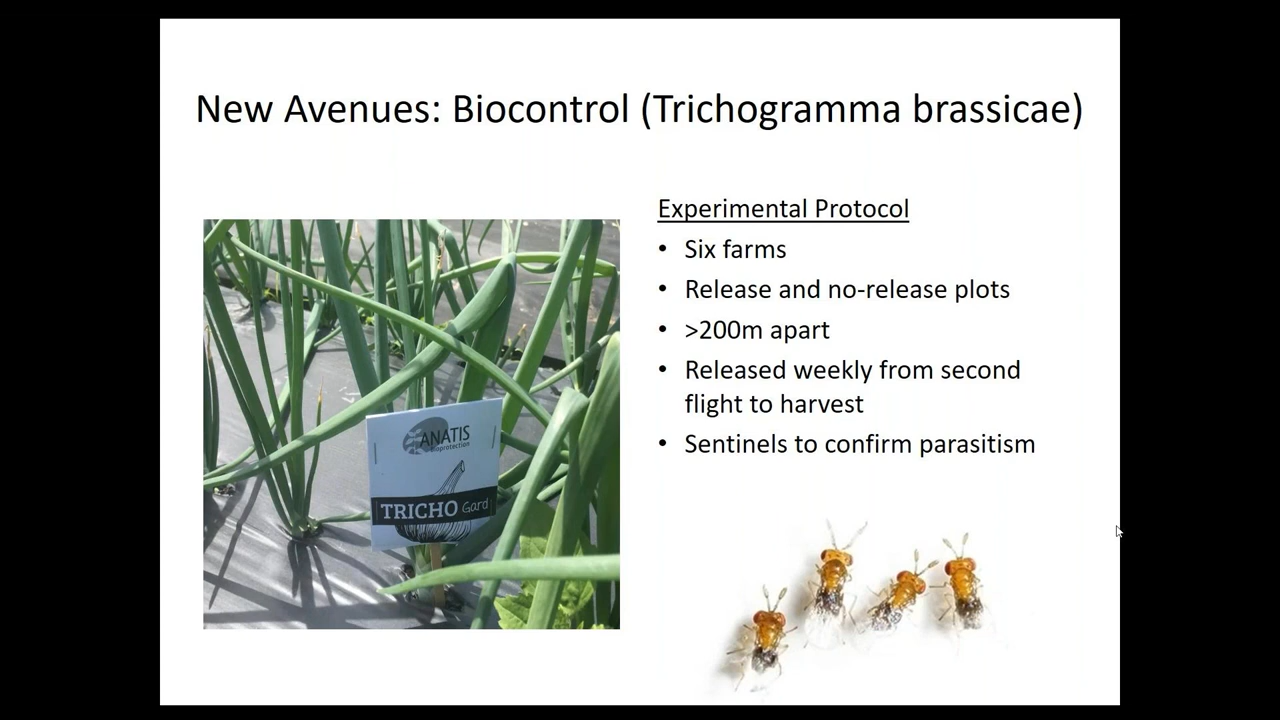 New Avenues: Biocontrol (Trichogramma brassicae)
Experimental Protocol
• Six farms
• Release and no-release plots
• >200m apart
• Released weekly from second
flight to harvest
• Sentinels to confirm parasitism
ANATIS
Bioprotection
TRICHO Gard